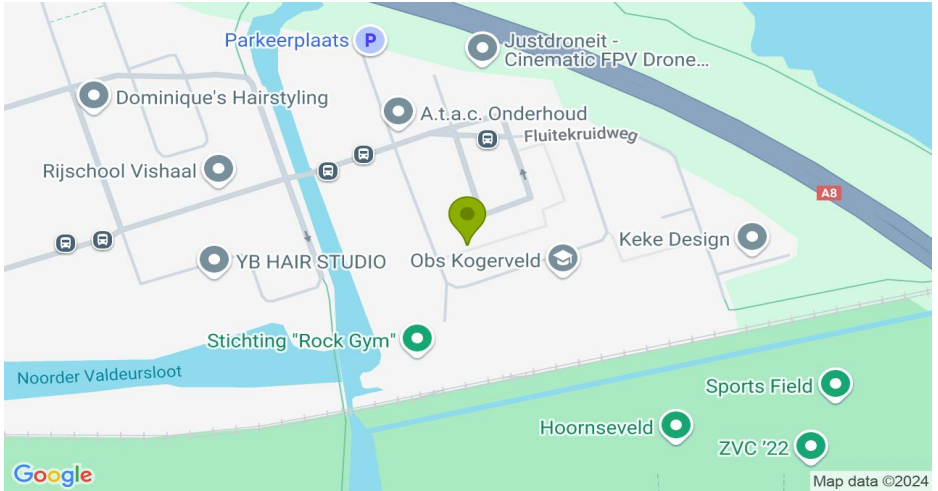 Parkeerplaats P
Justdroneit -
Cinematic FPV Drone...
Dominique's Hairstyling
A.t.a.c. Onderhoud
Fluitekruidweg
Rijschool Vishaal
A8
Keke Design
YB HAIR STUDIO
Obs Kogerveld
Stichting "Rock Gym"
Noorder Valdeursloot
Sports Field
Hoornseveld
ZVC '22
Google
Map data ©2024